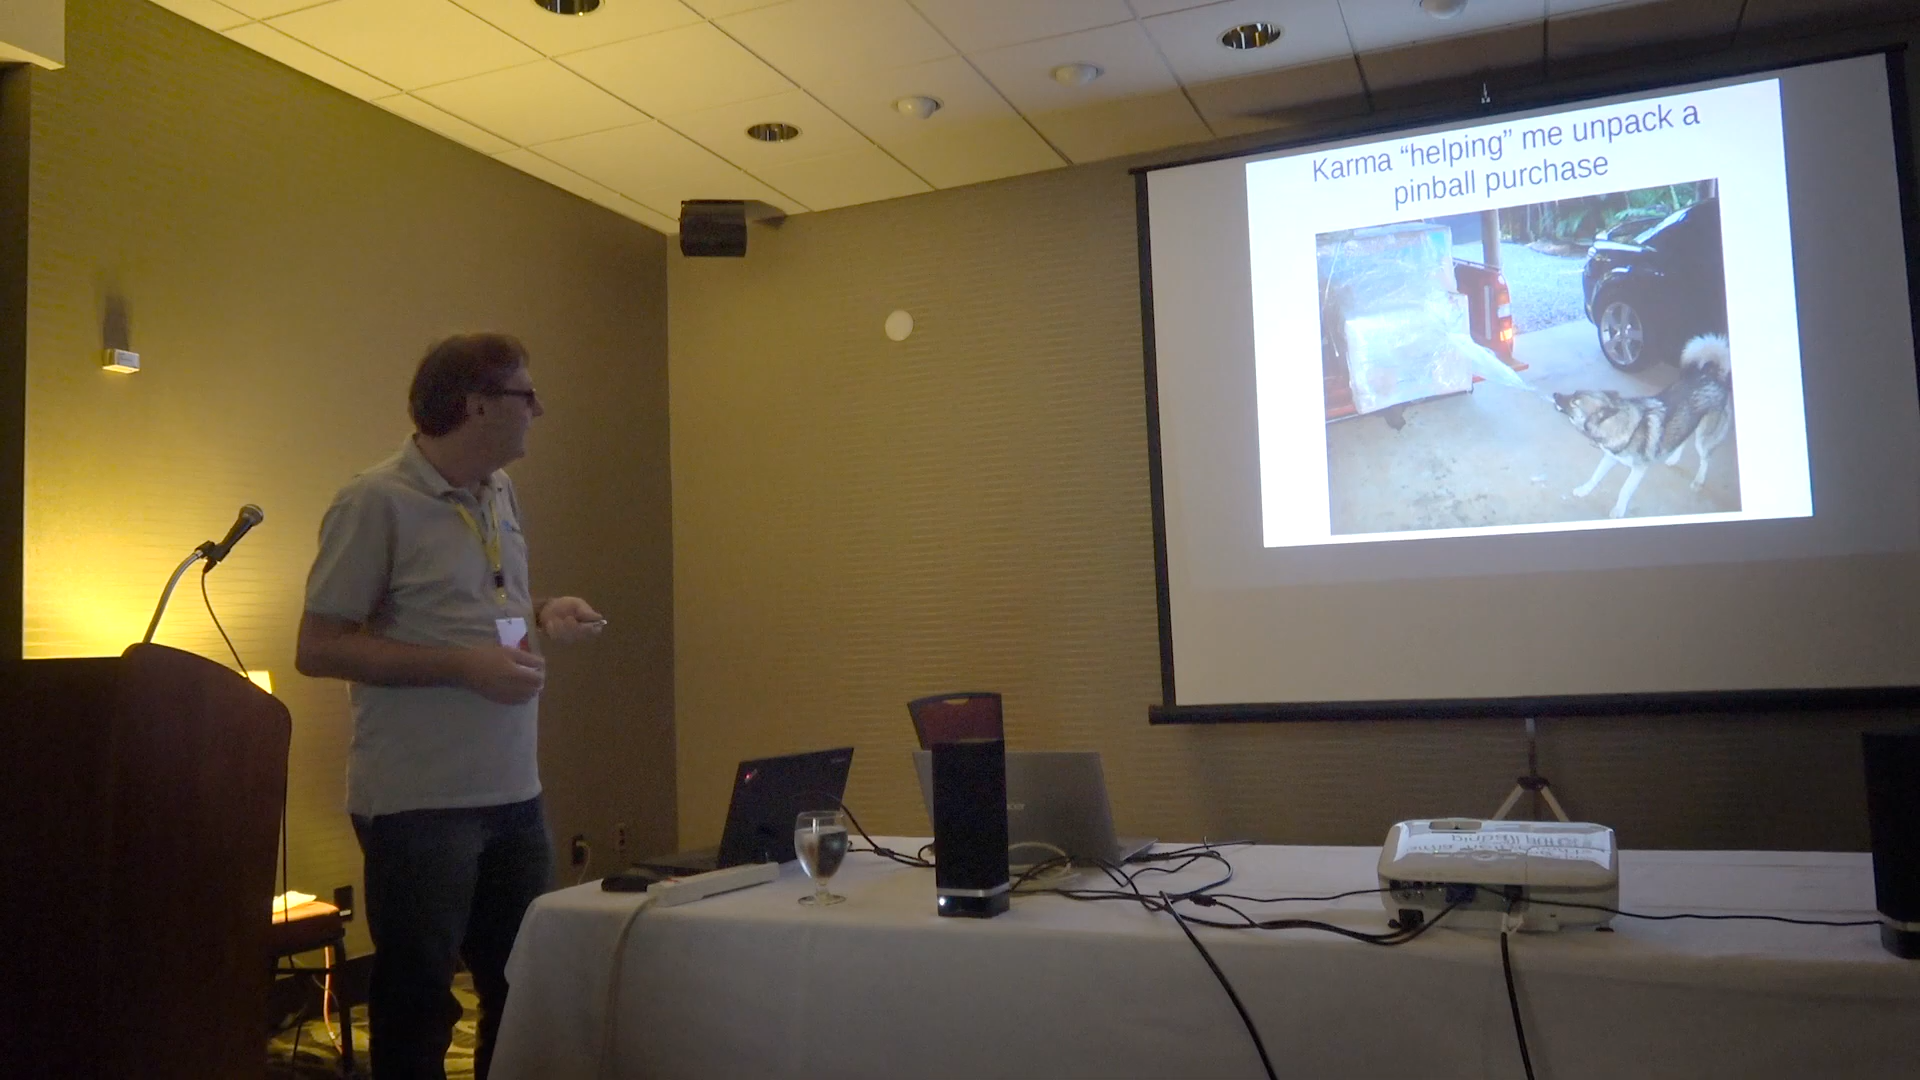 Karma “helping” me unpack a
pinball purchase